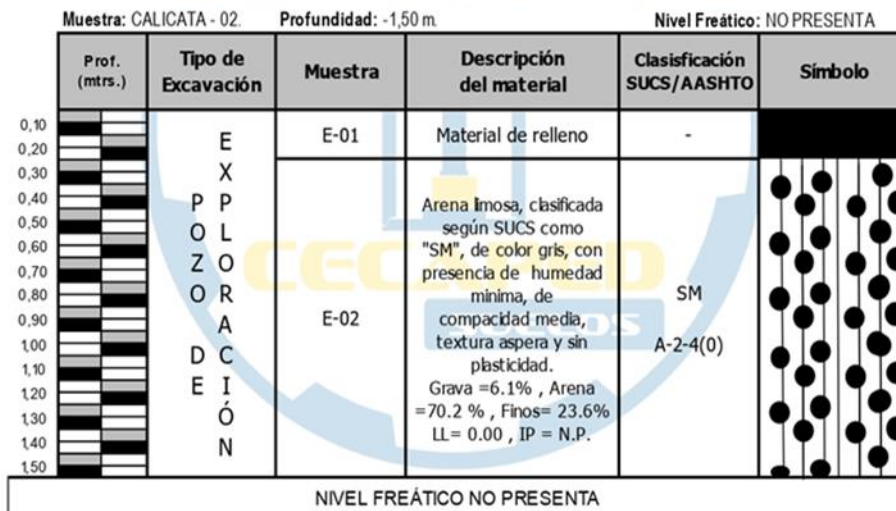 Muestra: CALICATA - 02. Profundidad: -1,50 m. Nivel Freático: NO PRESENTA
Prof. (mtrs.)
Tipo de Excavación
Muestra
Descripción del material
Clasisficación SUCS/AASHTO
Símbolo
0,10
0,20
0,30
0,40
0,50
0,60
0,70
0,80
0,90
1,00
1,10
1,20
1,30
1,40
1,50
POZO DE
EXPLORACIÓN
E-01
Material de relleno
-
E-02
Arena limosa, clasificada
según SUCS como
"SM", de color gris, con
presencia de humedad
minima, de
compacidad media,
textura aspera y sin
plasticidad.
Grava =6.1% , Arena
=70.2 % , Finos= 23.6%
LL= 0.00 , IP = N.P.
SM
A-2-4(0)
CECAPED
NIVEL FREÁTICO NO PRESENTA